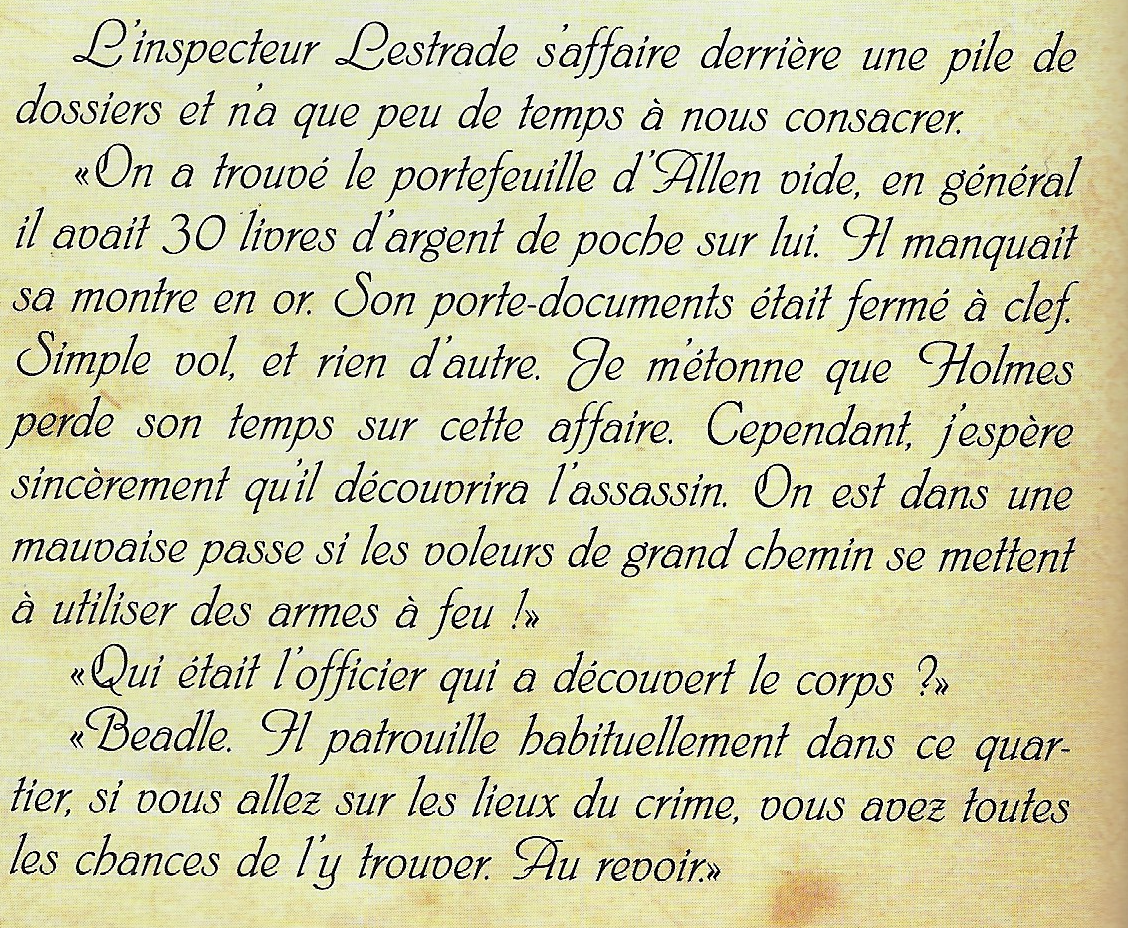 L'inspecteur Lestrade s'affaire derrière une pile de
dossiers et n'a que peu de temps à nous consacrer.
«On a trouvé le portefeuille d'Allen vide, en général
il avait 30 livres d'argent de poche sur lui. Il manquait
sa montre en or. Son porte-documents était fermé à clef.
Simple vol, et rien d'autre. Je m'étonne que Holmes
perde son temps sur cette affaire. Cependant, j'espère
sincèrement qu'il découvrira l'assassin. On est dans une
mauvaise passe si les voleurs de grand chemin se mettent
à utiliser des armes à feu !»
«Qui était l'officier qui a découvert le corps ?»
«Beadle. Il patrouille habituellement dans ce quar-
tier, si vous allez sur les lieux du crime, vous avez toutes
les chances de l'y trouver. Au revoir.»